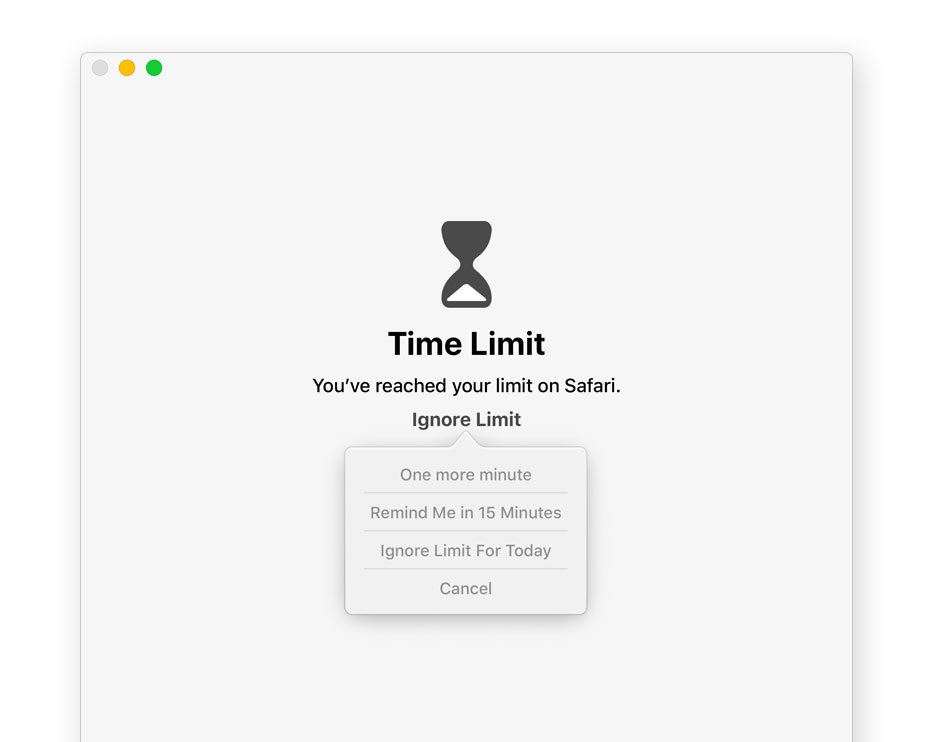 Time Limit
You’ve reached your limit on Safari.
Ignore Limit
One more minute
Remind Me in 15 Minutes
Ignore Limit For Today
Cancel